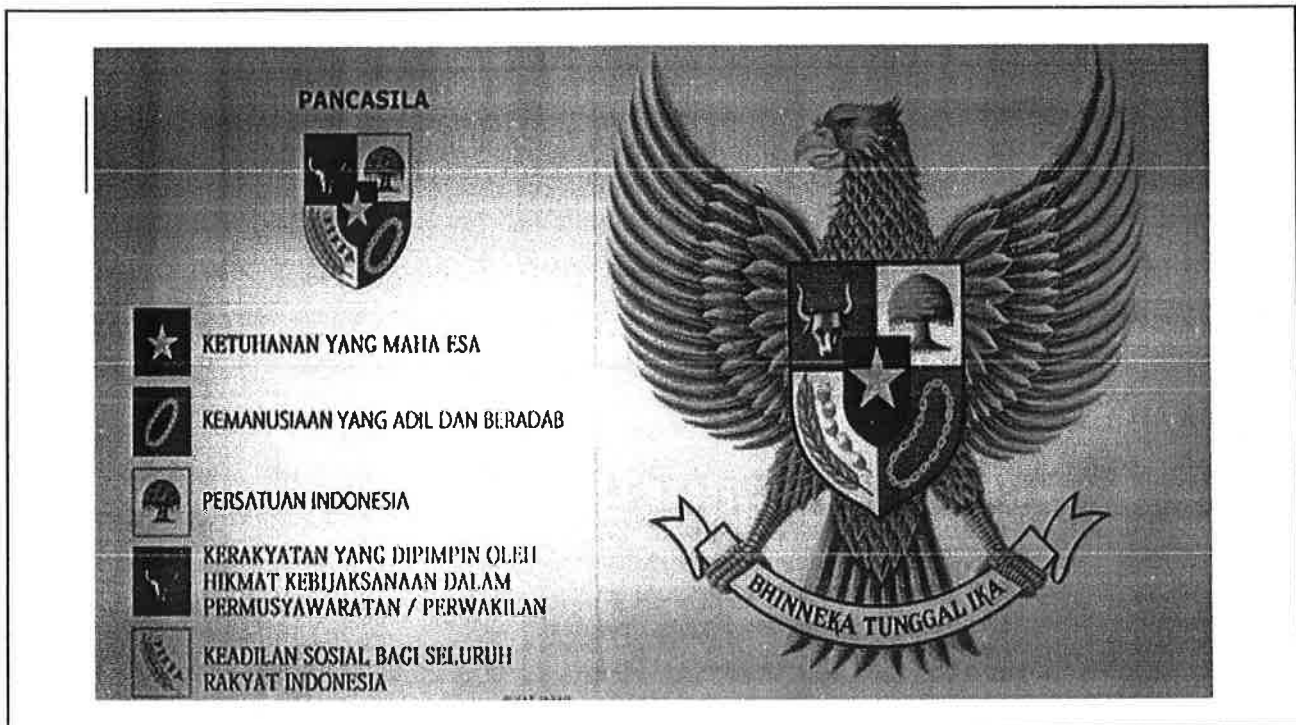 PANCASILA
KETUHANAN YANG MAHA ESA
KEMANUSIAAN YANG ADIL DAN BERADAB
PERSATUAN INDONESIA
KERAKYATAN YANG DIPIMPIN OLEH
HIKMAT KEBIJAKSANAAN DALAM
PERMUSYAWARATAN / PERWAKILAN
KEADILAN SOSIAL BAGI SELURUH
RAKYAT INDONESIA
BHINNEKA TUNGGAL IKA